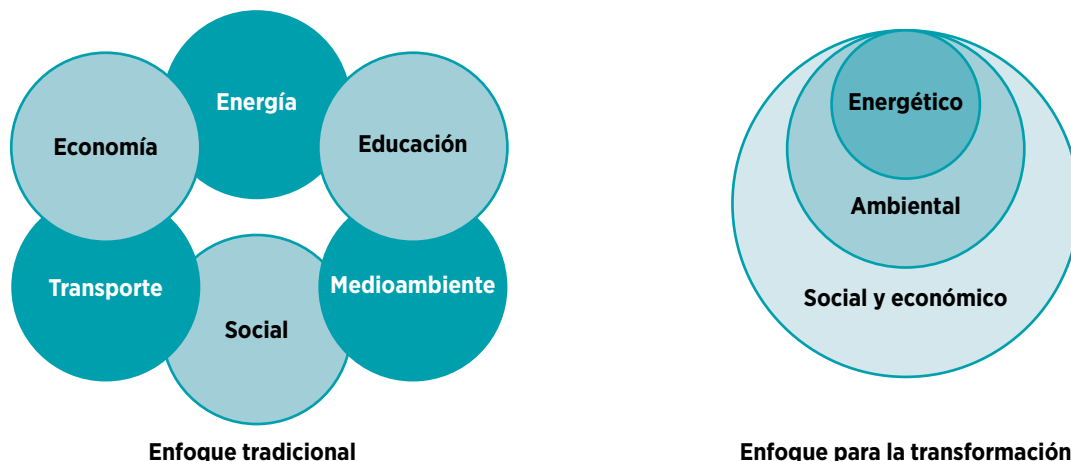 Energía
Economía
Educación
Transporte
Medioambiente
Social
Enfoque tradicional
Energético
Ambiental
Social y económico
Enfoque para la transformación